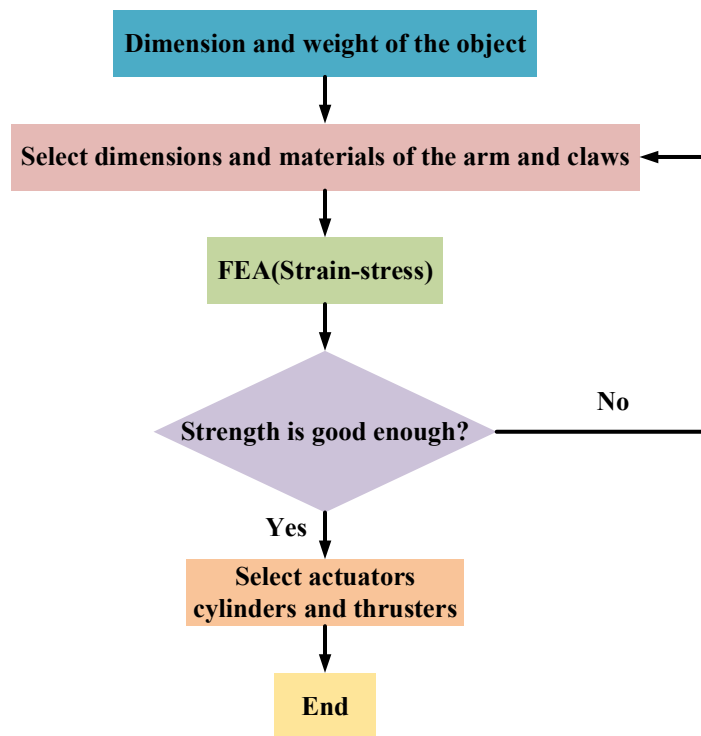 Dimension and weight of the object
Select dimensions and materials of the arm and claws
FEA(Strain-stress)
Strength is good enough?
No
Yes
Select actuators
cylinders and thrusters
End